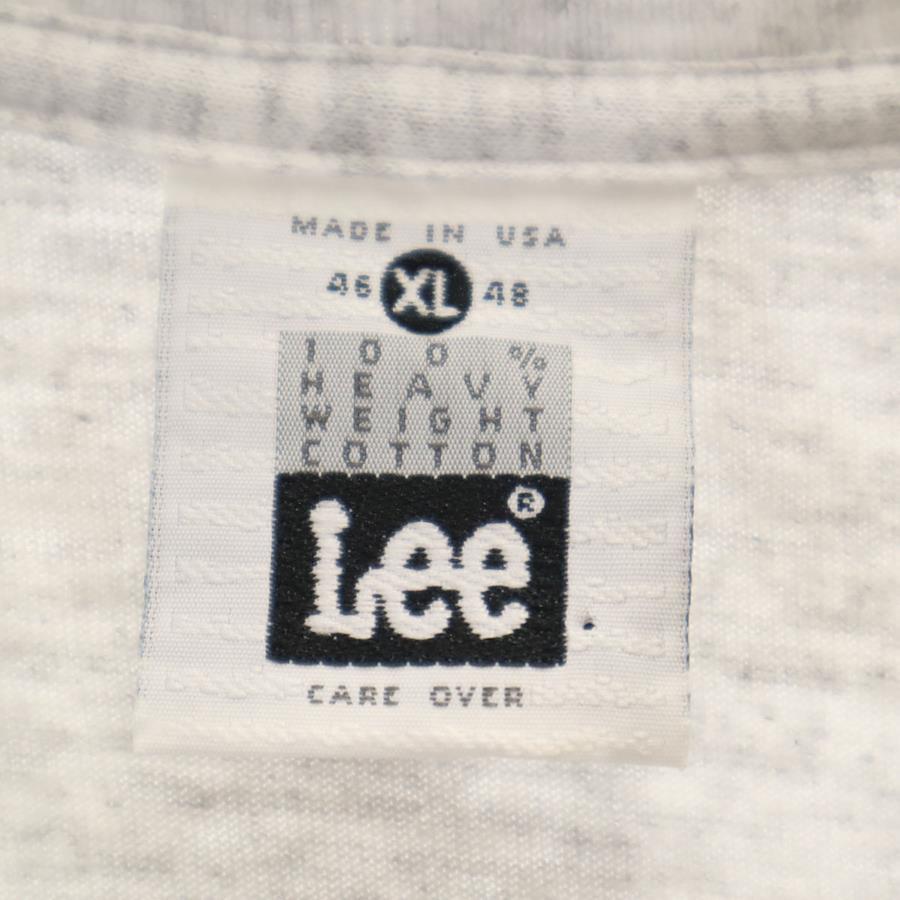 MADE IN USA
46 XL 48
100%
HEAVY
WEIGHT
COTTON
Lee®
CARE OVER